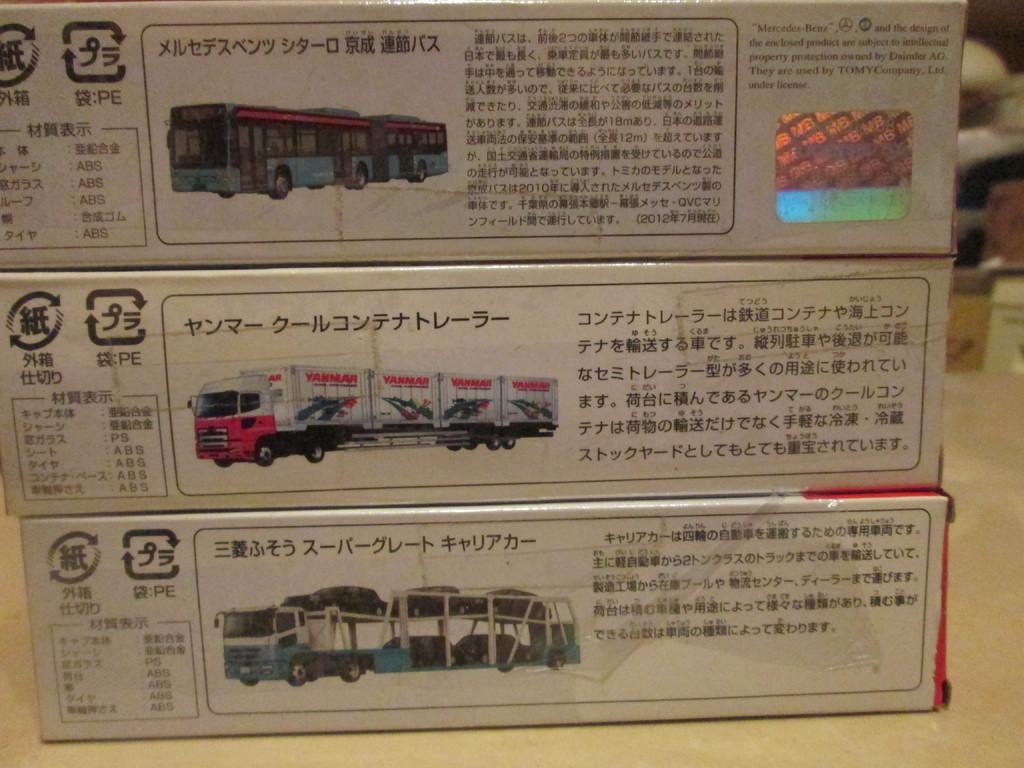 紙
プラ
外箱
袋:PE
材質表示
本 体 : 亜鉛合金
シャーシ : ABS
窓ガラス : ABS
ルーフ : ABS
幌 : 合成ゴム
タイヤ : ABS
メルセデスベンツ シターロ 京成 連節バス
連節バスは、前後2つの車体が関節継手で連結された
日本で最も長く、乗車定員が最も多いバスです。関節継
手は中を通って移動できるようになっています。1台の輸
送人数が多いので、従来に比べて必要なバスの台数を削
減できたり、交通渋滞の緩和や公害の低減等のメリット
があります。連節バスは全長が18mあり、日本の道路運
送車両法の保安基準の範囲(全長12m)を超えています
が、国土交通省運輸局の特例措置を受けているので公道
の走行が可能となっています。トミカのモデルとなった
京成バスは2010年に導入されたメルセデスベンツ製の
車体です。千葉県の幕張本郷駅-幕張メッセ・QVCマリ
ンフィールド間で運行しています。 (2012年7月現在)
"Mercedes-Benz", and the design of
the enclosed product are subject to intellectual
property protection owned by Daimler AG.
They are used by TOMYCompany, Ltd.
under license.
MB
紙
プラ
外箱
仕切り
袋:PE
材質表示
キャブ本体 : 亜鉛合金
シャーシ : 亜鉛合金
窓ガラス : PS
シート : ABS
タイヤ : ABS
コンテナ・ベース : ABS
車輪押さえ : ABS
ヤンマー クールコンテナトレーラー
YANMAR YANMAR YANMAR YANMAR
コンテナトレーラーは鉄道コンテナや海上コン
テナを輸送する車です。縦列駐車や後退が可能
なセミトレーラー型が多くの用途に使われてい
ます。荷台に積んであるヤンマーのクールコン
テナは荷物の輸送だけでなく手軽な冷凍・冷蔵
ストックヤードとしてもとても重宝されています。
紙
プラ
外箱
仕切り
袋:PE
材質表示
キャブ本体 : 亜鉛合金
シャーシ : 亜鉛合金
窓ガラス : PS
荷台 : ABS
タイヤ : ABS
車輪押さえ : ABS
三菱ふそう スーパーグレート キャリアカー
キャリアカーは四輪の自動車を運搬するための専用車両です。
主に軽自動車から2トンクラスのトラックまでの車を輸送していて、
製造工場から在庫プールや物流センター、ディーラーまで運びます。
荷台は積む車種や用途によって様々な種類があり、積む事が
できる台数は車両の種類によって変わります。